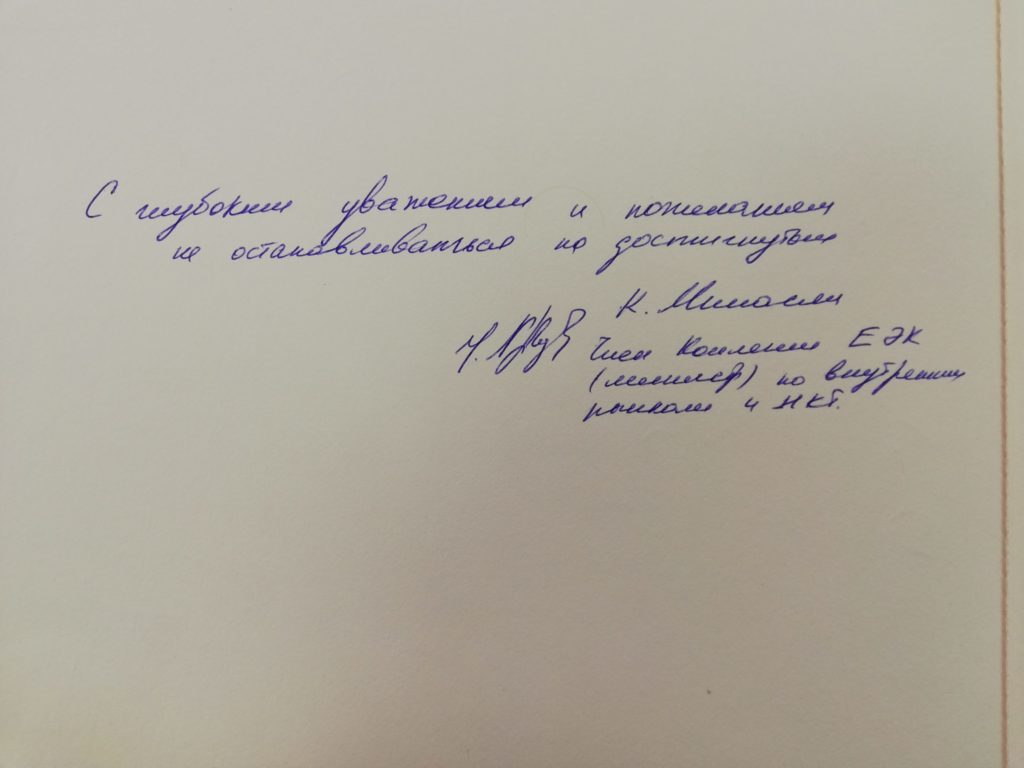 С глубоким уважением и пожеланием
не останавливаться на достигнутом
К. Минасян
Член Коллегии ЕЭК
(министр) по внутренним
рынкам и ИКТ.